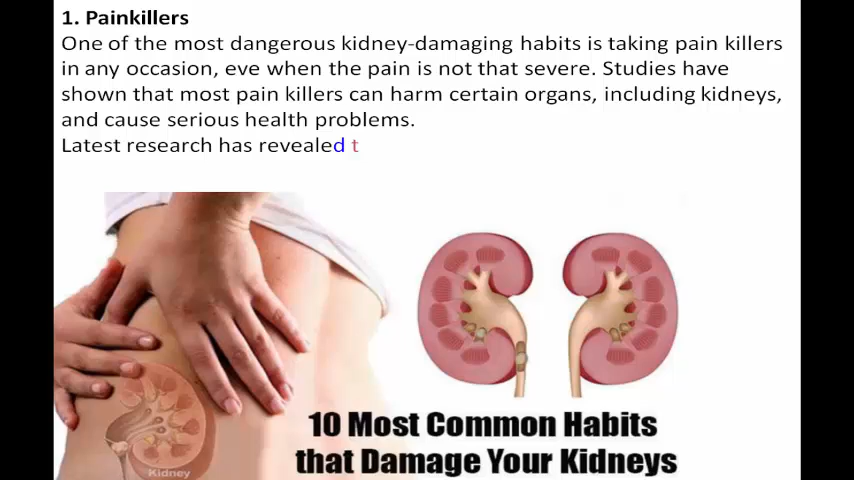 1. Painkillers
One of the most dangerous kidney-damaging habits is taking pain killers
in any occasion, eve when the pain is not that severe. Studies have
shown that most pain killers can harm certain organs, including kidneys,
and cause serious health problems.
Latest research has revealed t
Kidney
10 Most Common Habits
that Damage Your Kidneys